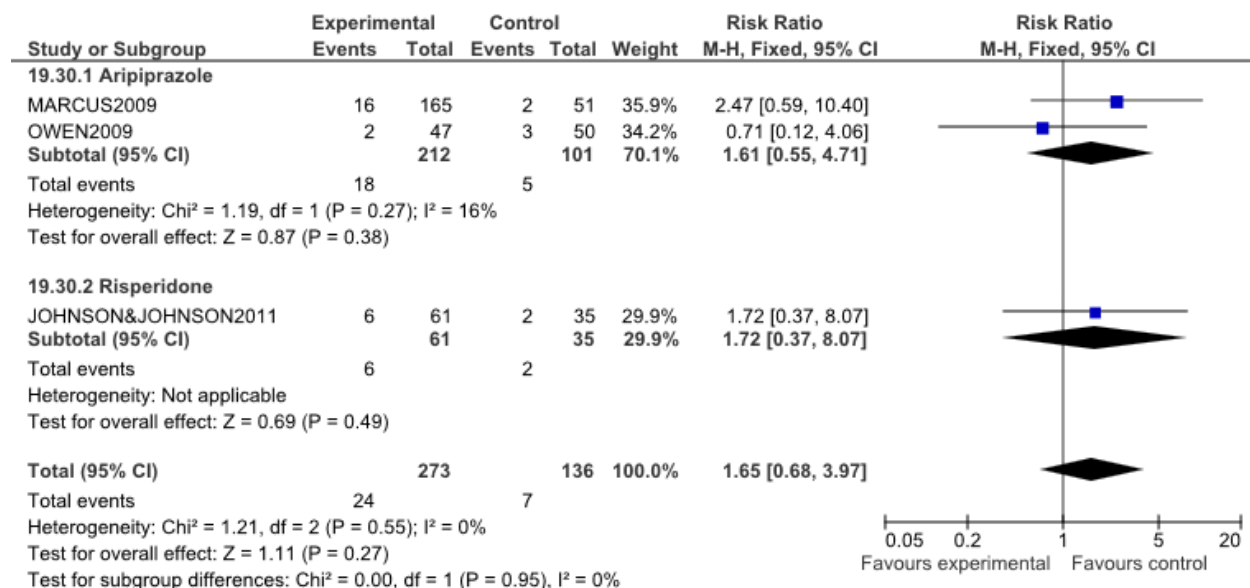 Experimental Control Risk Ratio Risk Ratio
Study or Subgroup Events Total Events Total Weight M-H, Fixed, 95% CI M-H, Fixed, 95% CI
19.30.1 Aripiprazole
MARCUS2009 16 165 2 51 35.9% 2.47 [0.59, 10.40]
OWEN2009 2 47 3 50 34.2% 0.71 [0.12, 4.06]
Subtotal (95% CI) 212 101 70.1% 1.61 [0.55, 4.71]
Total events 18 5
Heterogeneity: Chi² = 1.19, df = 1 (P = 0.27); I² = 16%
Test for overall effect: Z = 0.87 (P = 0.38)
19.30.2 Risperidone
JOHNSON&JOHNSON2011 6 61 2 35 29.9% 1.72 [0.37, 8.07]
Subtotal (95% CI) 61 35 29.9% 1.72 [0.37, 8.07]
Total events 6 2
Heterogeneity: Not applicable
Test for overall effect: Z = 0.69 (P = 0.49)
Total (95% CI) 273 136 100.0% 1.65 [0.68, 3.97]
Total events 24 7
Heterogeneity: Chi² = 1.21, df = 2 (P = 0.55); I² = 0%
Test for overall effect: Z = 1.11 (P = 0.27)
Test for subgroup differences: Chi² = 0.00, df = 1 (P = 0.95), I² = 0%
0.05 0.2 1 5 20
Favours experimental Favours control